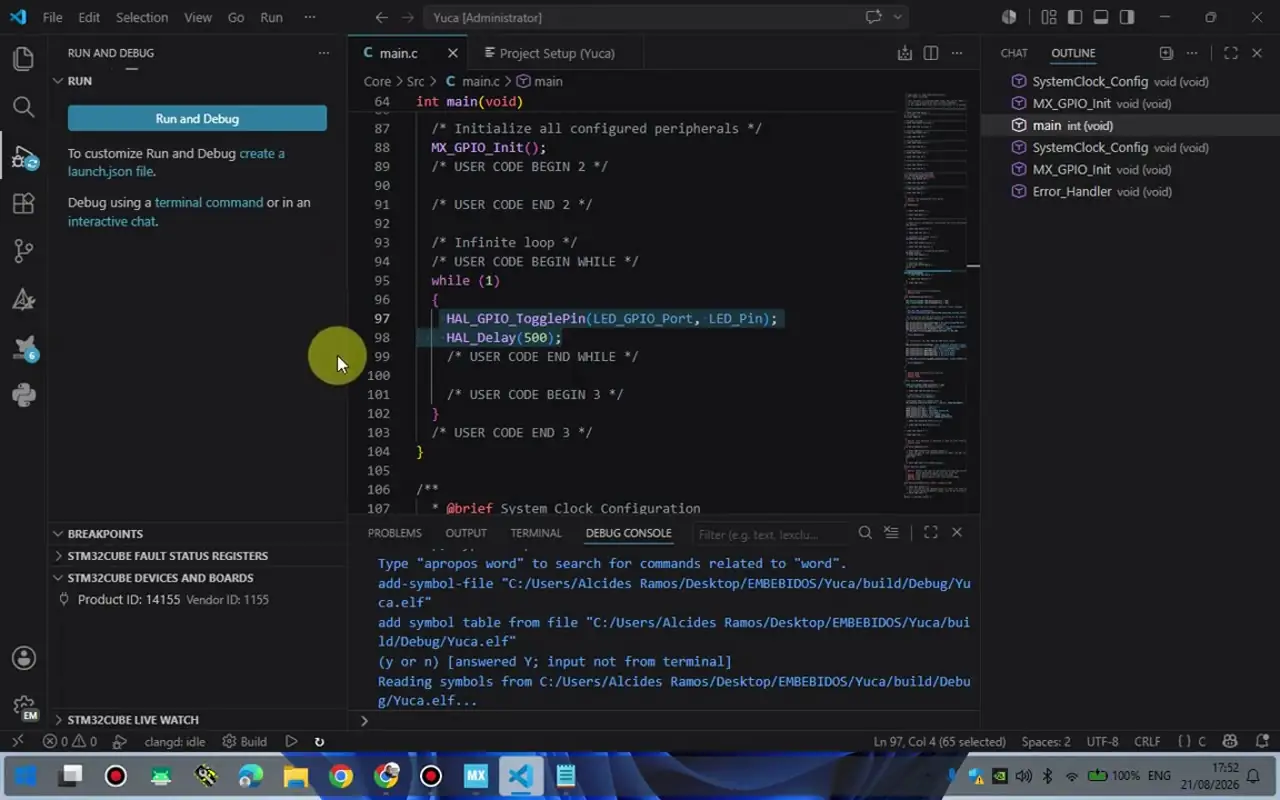 File Edit Selection View Go Run ··· Yuca [Administrator]
RUN AND DEBUG ···
RUN
Run and Debug
To customize Run and Debug create a
launch.json file.
Debug using a terminal command or in an
interactive chat.
BREAKPOINTS
STM32CUBE FAULT STATUS REGISTERS
STM32CUBE DEVICES AND BOARDS
Product ID: 14155 Vendor ID: 1155
STM32CUBE LIVE WATCH
6
EM
C main.c Project Setup (Yuca) ···
Core > Src > C main.c > main
64 int main(void)
87 /* Initialize all configured peripherals */
88 MX_GPIO_Init();
89 /* USER CODE BEGIN 2 */
90
91 /* USER CODE END 2 */
92
93 /* Infinite loop */
94 /* USER CODE BEGIN WHILE */
95 while (1)
96 {
97 HAL_GPIO_TogglePin(LED_GPIO_Port, LED_Pin);
98 HAL_Delay(500);
99 /* USER CODE END WHILE */
100
101 /* USER CODE BEGIN 3 */
102 }
103 /* USER CODE END 3 */
104 }
105
106 /**
107 * @brief System Clock Configuration
PROBLEMS OUTPUT TERMINAL DEBUG CONSOLE Filter (e.g. text, !exclu...
Type "apropos word" to search for commands related to "word".
add-symbol-file "C:/Users/Alcides Ramos/Desktop/EMBEBIDOS/Yuca/build/Debug/Yu
ca.elf"
add symbol table from file "C:/Users/Alcides Ramos/Desktop/EMBEBIDOS/Yuca/bui
ld/Debug/Yuca.elf"
(y or n) [answered Y; input not from terminal]
Reading symbols from C:/Users/Alcides Ramos/Desktop/EMBEBIDOS/Yuca/build/Debu
g/Yuca.elf...
>
CHAT OUTLINE ···
SystemClock_Config void (void)
MX_GPIO_Init void (void)
main int (void)
SystemClock_Config void (void)
MX_GPIO_Init void (void)
Error_Handler void (void)
0 0 clangd: idle Build Ln 97, Col 4 (65 selected) Spaces: 2 UTF-8 CRLF {} C
MX 100% ENG 17:52
21/08/2026